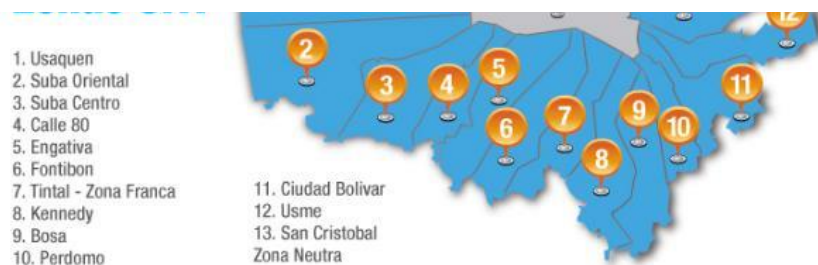 1. Usaquen
2. Suba Oriental
3. Suba Centro
4. Calle 80
5. Engativa
6. Fontibon
7. Tintal - Zona Franca
8. Kennedy
9. Bosa
10. Perdomo
11. Ciudad Bolivar
12. Usme
13. San Cristobal
Zona Neutra
2
3
4
5
6
7
8
9
10
11
12